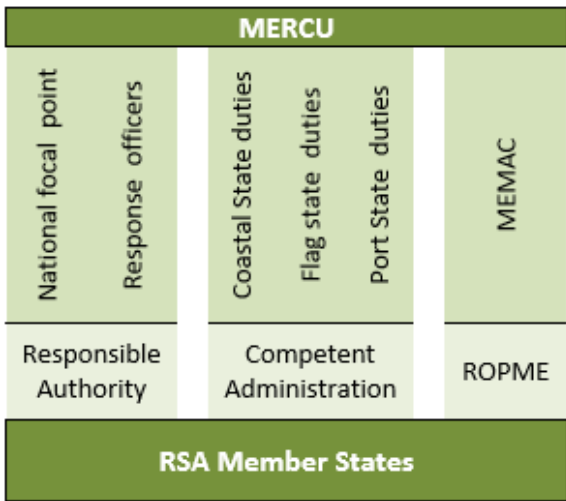 MERCU
National focal point
Response officers
Coastal State duties
Flag state duties
Port State duties
MEMAC
Responsible
Authority
Competent
Administration
ROPME
RSA Member States